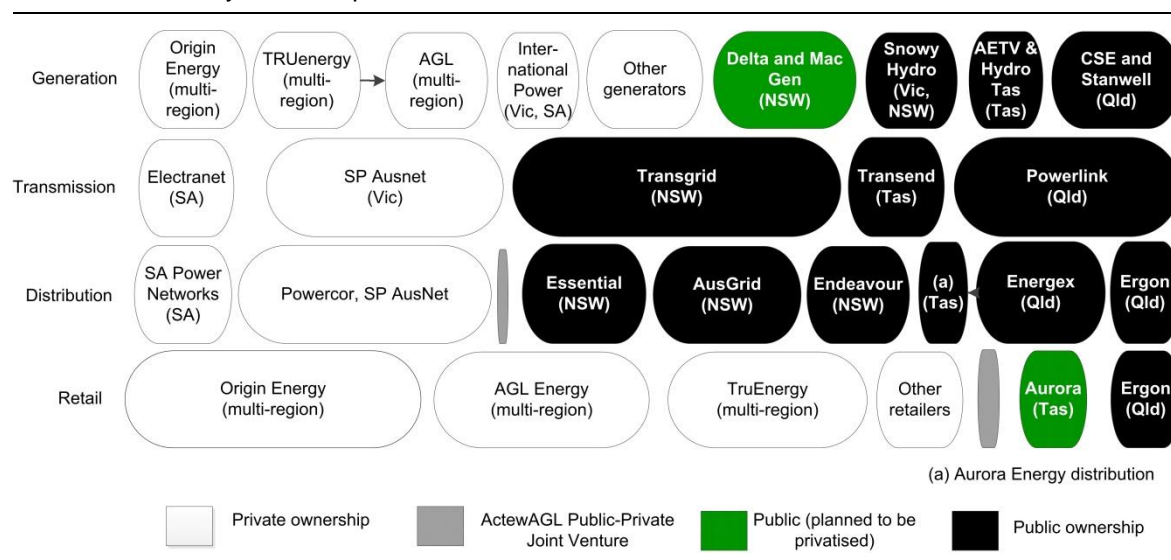 Generation
Origin
Energy
(multi-
region)
TRUenergy
(multi-
region)
AGL
(multi-
region)
Inter-
national
Power
(Vic, SA)
Other
generators
Delta and Mac
Gen
(NSW)
Snowy
Hydro
(Vic,
NSW)
AETV &
Hydro
Tas
(Tas)
CSE and
Stanwell
(Qld)
Transmission
Electranet
(SA)
SP Ausnet
(Vic)
Transgrid
(NSW)
Transend
(Tas)
Powerlink
(Qld)
Distribution
SA Power
Networks
(SA)
Powercor, SP AusNet
Essential
(NSW)
AusGrid
(NSW)
Endeavour
(NSW)
(a)
(Tas)
Energex
(Qld)
Ergon
(Qld)
Retail
Origin Energy
(multi-region)
AGL Energy
(multi-region)
TruEnergy
(multi-region)
Other
retailers
Aurora
(Tas)
Ergon
(Qld)
(a) Aurora Energy distribution
Private ownership
ActewAGL Public-Private
Joint Venture
Public (planned to be
privatised)
Public ownership